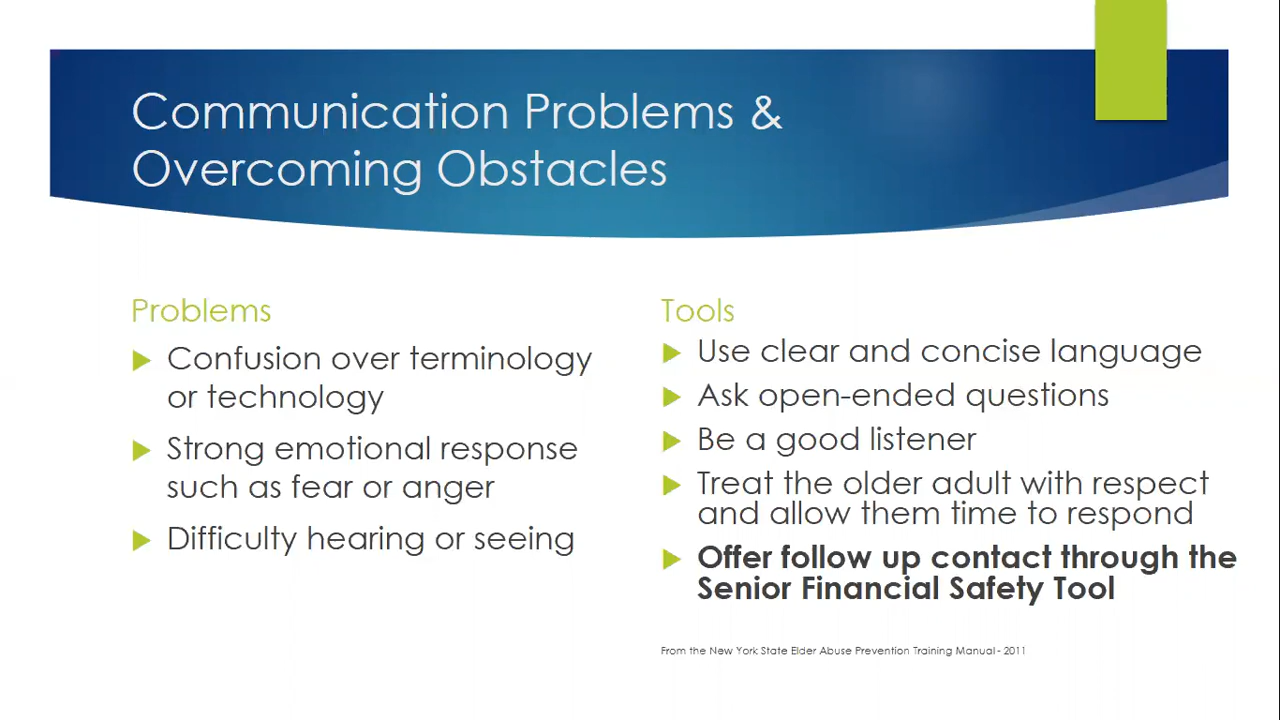 Communication Problems &
Overcoming Obstacles
Problems
Confusion over terminology
or technology
Strong emotional response
such as fear or anger
Difficulty hearing or seeing
Tools
Use clear and concise language
Ask open-ended questions
Be a good listener
Treat the older adult with respect
and allow them time to respond
Offer follow up contact through the
Senior Financial Safety Tool
From the New York State Elder Abuse Prevention Training Manual - 2011